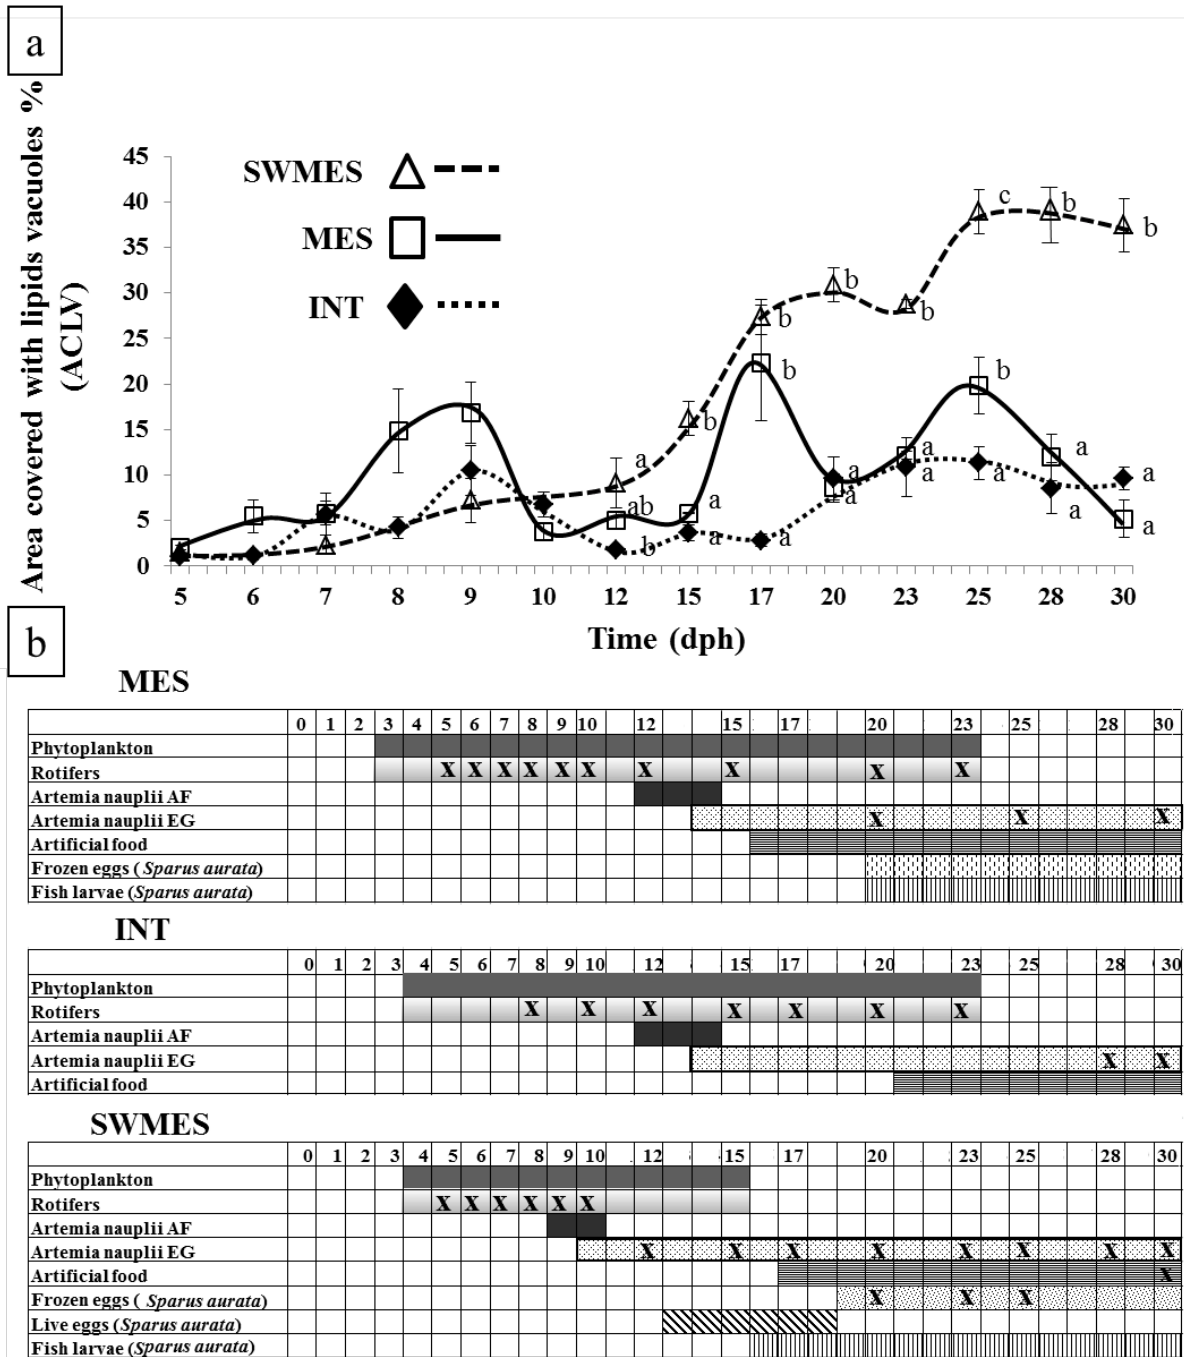 a
Area covered with lipids vacuoles %
(ACLV)
45
40
35
30
25
20
15
10
5
0
SWMES
MES
INT
c
b
b
b
b
b
b
b
b
a
ab
b
a
a
a
a
a
a
a
a
a
a
a
a
5 6 7 8 9 10 12 15 17 20 23 25 28 30
Time (dph)
b
MES
0 1 2 3 4 5 6 7 8 9 10 12 15 17 20 23 25 28 30
Phytoplankton
Rotifers X X X X X X X X X X
Artemia nauplii AF
Artemia nauplii EG X X X
Artificial food
Frozen eggs (Sparus aurata)
Fish larvae (Sparus aurata)
INT
0 1 2 3 4 5 6 7 8 9 10 12 15 17 20 23 25 28 30
Phytoplankton
Rotifers X X X X X X X
Artemia nauplii AF
Artemia nauplii EG X X
Artificial food
SWMES
0 1 2 3 4 5 6 7 8 9 10 12 15 17 20 23 25 28 30
Phytoplankton
Rotifers X X X X X X
Artemia nauplii AF
Artemia nauplii EG X X X X X X X X
Artificial food X
Frozen eggs ( Sparus aurata) X X X
Live eggs (Sparus aurata)
Fish larvae (Sparus aurata)